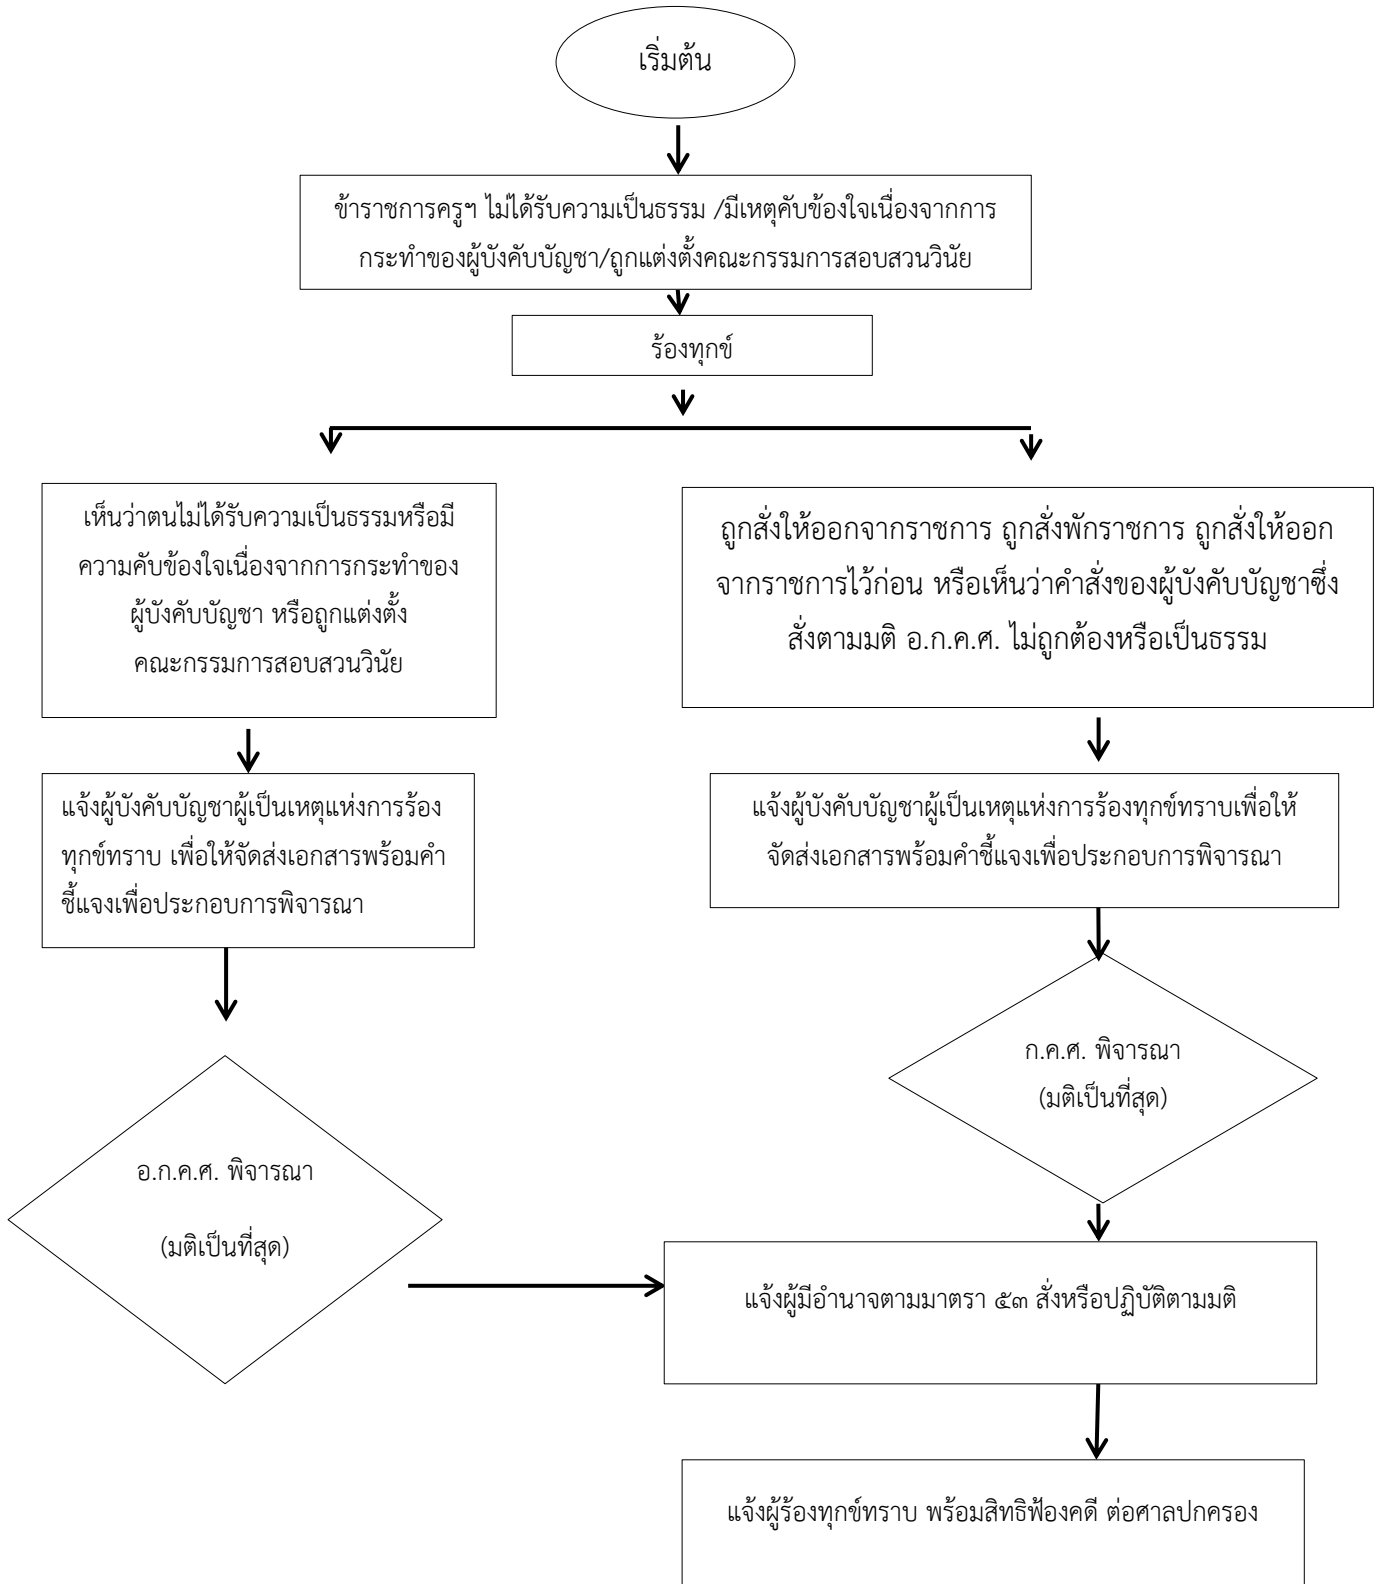 เริ่มต้น
ข้าราชการครูฯ ไม่ได้รับความเป็นธรรม /มีเหตุคับข้องใจเนื่องจากการ
กระทำของผู้บังคับบัญชา/ถูกแต่งตั้งคณะกรรมการสอบสวนวินัย
ร้องทุกข์
เห็นว่าตนไม่ได้รับความเป็นธรรมหรือมี
ความคับข้องใจเนื่องจากการกระทำของ
ผู้บังคับบัญชา หรือถูกแต่งตั้ง
คณะกรรมการสอบสวนวินัย
ถูกสั่งให้ออกจากราชการ ถูกสั่งพักราชการ ถูกสั่งให้ออก
จากราชการไว้ก่อน หรือเห็นว่าคำสั่งของผู้บังคับบัญชาซึ่ง
สั่งตามมติ อ.ก.ค.ศ. ไม่ถูกต้องหรือเป็นธรรม
แจ้งผู้บังคับบัญชาผู้เป็นเหตุแห่งการร้อง
ทุกข์ทราบ เพื่อให้จัดส่งเอกสารพร้อมคำ
ชี้แจงเพื่อประกอบการพิจารณา
แจ้งผู้บังคับบัญชาผู้เป็นเหตุแห่งการร้องทุกข์ทราบเพื่อให้
จัดส่งเอกสารพร้อมคำชี้แจงเพื่อประกอบการพิจารณา
ก.ค.ศ. พิจารณา
(มติเป็นที่สุด)
อ.ก.ค.ศ. พิจารณา
(มติเป็นที่สุด)
แจ้งผู้มีอำนาจตามมาตรา ๕๓ สั่งหรือปฏิบัติตามมติ
แจ้งผู้ร้องทุกข์ทราบ พร้อมสิทธิฟ้องคดี ต่อศาลปกครอง